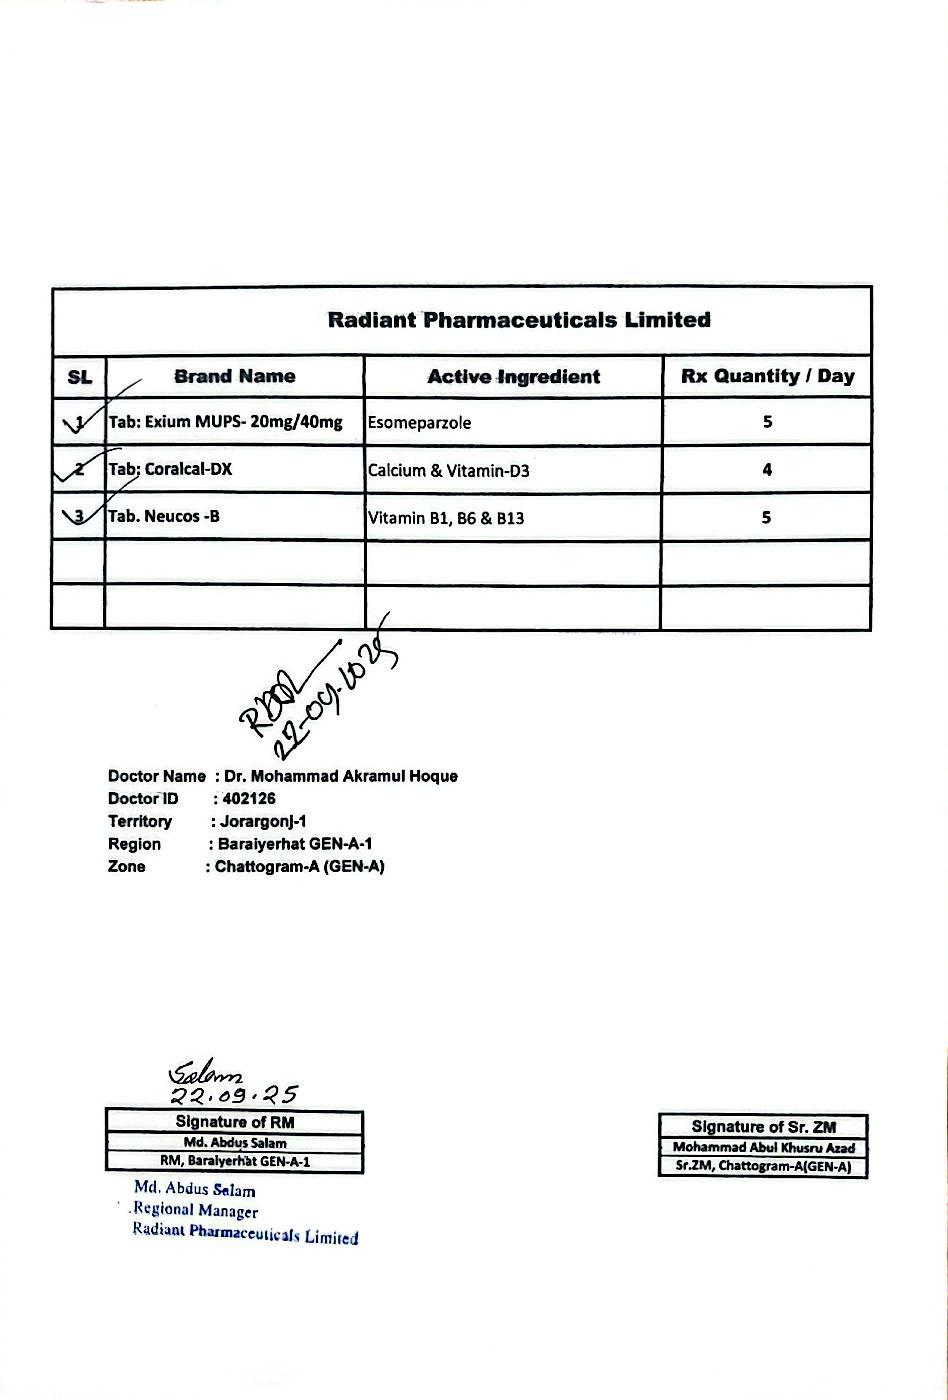 Radiant Pharmaceuticals Limited
SL Brand Name Active Ingredient Rx Quantity / Day
1 Tab: Exium MUPS- 20mg/40mg Esomeparzole 5
2 Tab; Coralcal-DX Calcium & Vitamin-D3 4
3 Tab. Neucos -B Vitamin B1, B6 & B13 5
Doctor Name : Dr. Mohammad Akramul Hoque
Doctor ID : 402126
Territory : Jorargonj-1
Region : Baraiyerhat GEN-A-1
Zone : Chattogram-A (GEN-A)
Salam
22.09.25
Signature of RM
Md. Abdus Salam
RM, Baraiyerhat GEN-A-1
Md. Abdus Salam
Regional Manager
Radiant Pharmaceuticals Limited
Signature of Sr. ZM
Mohammad Abul Khusru Azad
Sr.ZM, Chattogram-A(GEN-A)